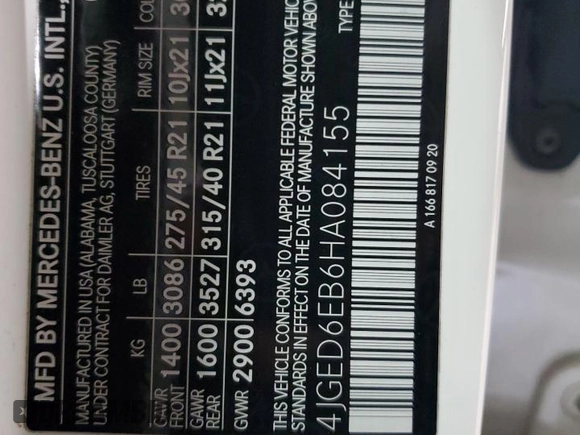 MFD BY MERCEDES-BENZ U.S. INTL.,
MANUFACTURED IN USA (ALABAMA, TUSCALOOSA COUNTY)
UNDER CONTRACT FOR DAIMLER AG, STUTTGART (GERMANY)
KG LB TIRES RIM SIZE
GAWR FRONT 1400 3086 275/45 R21 10Jx21
GAWR REAR 1600 3527 315/40 R21 11Jx21
GVWR 2900 6393
THIS VEHICLE CONFORMS TO ALL APPLICABLE FEDERAL MOTOR
STANDARDS IN EFFECT ON THE DATE OF MANUFACTURE SHOWN
4JGED6EB6HA084155 TYPE
A 166 817 09 20